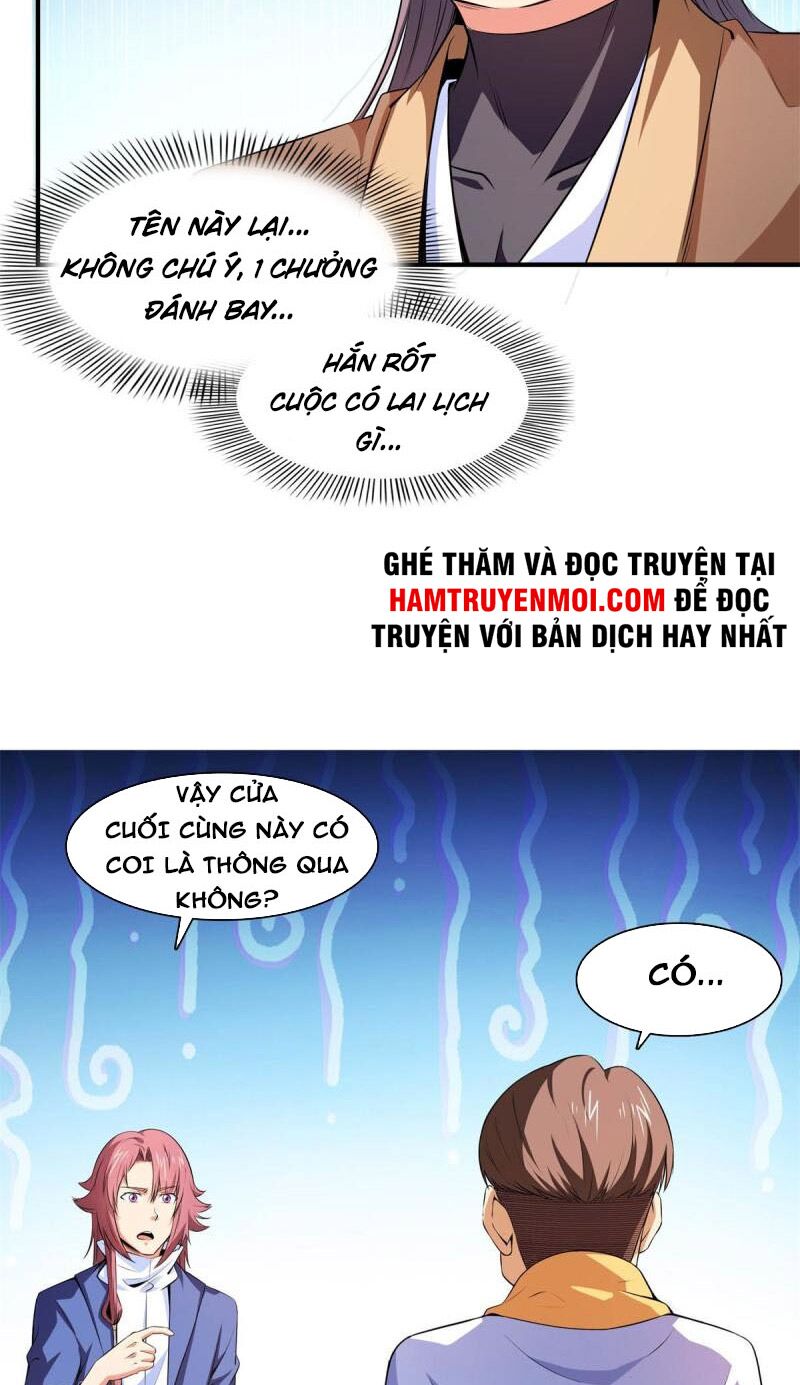 TÊN NÀY LẠI...
KHÔNG CHÚ Ý, 1 CHƯỞNG
ĐÁNH BAY...
HẮN RỐT
CUỘC CÓ LAI LỊCH
GÌ...
GHÉ THĂM VÀ ĐỌC TRUYỆN TẠI
HAMTRUYENMOI.COM ĐỂ ĐỌC
TRUYỆN VỚI BẢN DỊCH HAY NHẤT
VẬY CỬA
CUỐI CÙNG NÀY CÓ
COI LÀ THÔNG QUA
KHÔNG?
CÓ...